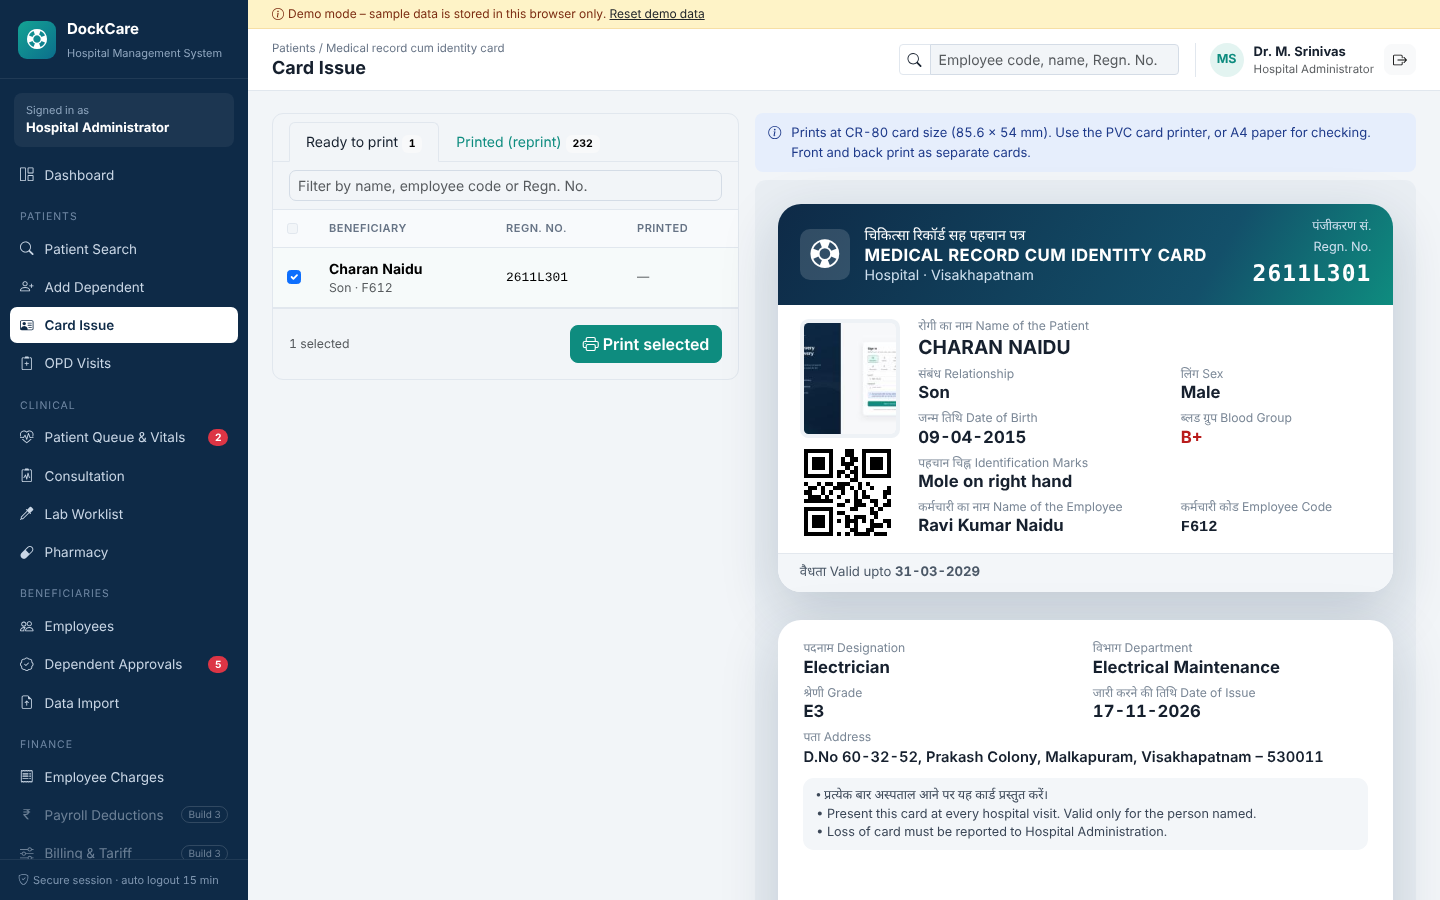 DockCare
Hospital Management System
Signed in as
Hospital Administrator
Dashboard
PATIENTS
Patient Search
Add Dependent
Card Issue
OPD Visits
CLINICAL
Patient Queue & Vitals 2
Consultation
Lab Worklist
Pharmacy
BENEFICIARIES
Employees
Dependent Approvals 5
Data Import
FINANCE
Employee Charges
Payroll Deductions Build 3
Billing & Tariff Build 3
Secure session · auto logout 15 min
Demo mode – sample data is stored in this browser only. Reset demo data
Patients / Medical record cum identity card
Card Issue
Employee code, name, Regn. No.
MS
Dr. M. Srinivas
Hospital Administrator
Ready to print 1
Printed (reprint) 232
Filter by name, employee code or Regn. No.
BENEFICIARY REGN. NO. PRINTED
Charan Naidu
Son · F612
2611L301
—
1 selected
Print selected
Prints at CR-80 card size (85.6 × 54 mm). Use the PVC card printer, or A4 paper for checking.
Front and back print as separate cards.
चिकित्सा रिकॉर्ड सह पहचान पत्र
MEDICAL RECORD CUM IDENTITY CARD
Hospital · Visakhapatnam
पंजीकरण सं.
Regn. No.
2611L301
रोगी का नाम Name of the Patient
CHARAN NAIDU
संबंध Relationship
Son
लिंग Sex
Male
जन्म तिथि Date of Birth
09-04-2015
ब्लड ग्रुप Blood Group
B+
पहचान चिह्न Identification Marks
Mole on right hand
कर्मचारी का नाम Name of the Employee
Ravi Kumar Naidu
कर्मचारी कोड Employee Code
F612
वैधता Valid upto 31-03-2029
पदनाम Designation
Electrician
विभाग Department
Electrical Maintenance
श्रेणी Grade
E3
जारी करने की तिथि Date of Issue
17-11-2026
पता Address
D.No 60-32-52, Prakash Colony, Malkapuram, Visakhapatnam – 530011
• प्रत्येक बार अस्पताल आने पर यह कार्ड प्रस्तुत करें।
• Present this card at every hospital visit. Valid only for the person named.
• Loss of card must be reported to Hospital Administration.